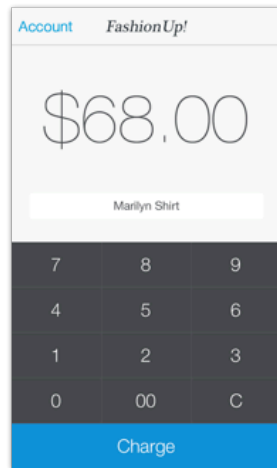 Account FashionUp!
$68.00
Marilyn Shirt
7 8 9
4 5 6
1 2 3
0 00 C
Charge